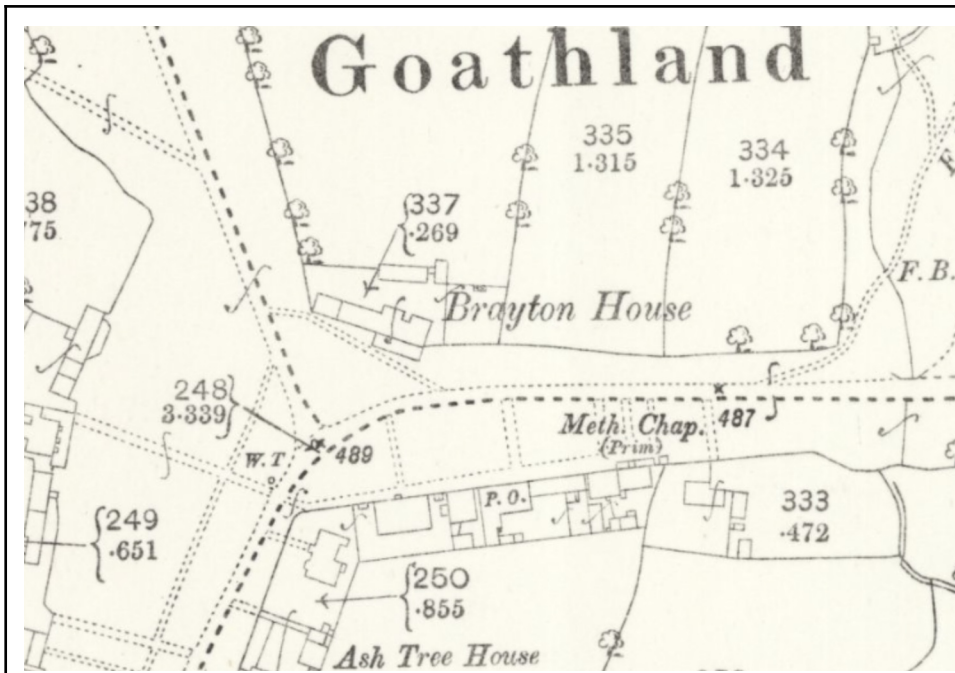 Goathland
335
1·315
334
1·325
337
·269
38
75
F. B.
Brayton House
248
3·339
489
W. T
Meth. Chap.
(Prim)
487
P. O.
333
·472
249
·651
250
·855
Ash Tree House